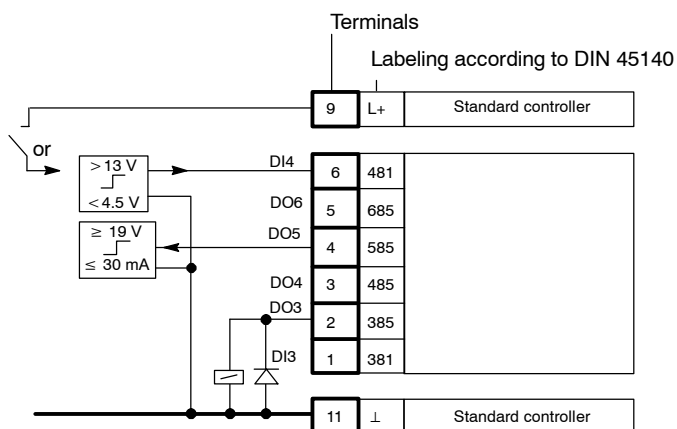 Terminals
Labeling according to DIN 45140
9 L+ Standard controller
or
>13 V
<4.5 V
DI4 6 481
DO6 5 685
≥ 19 V
≤ 30 mA
DO5 4 585
DO4 3 485
DO3 2 385
DI3 1 381
11 ⊥ Standard controller